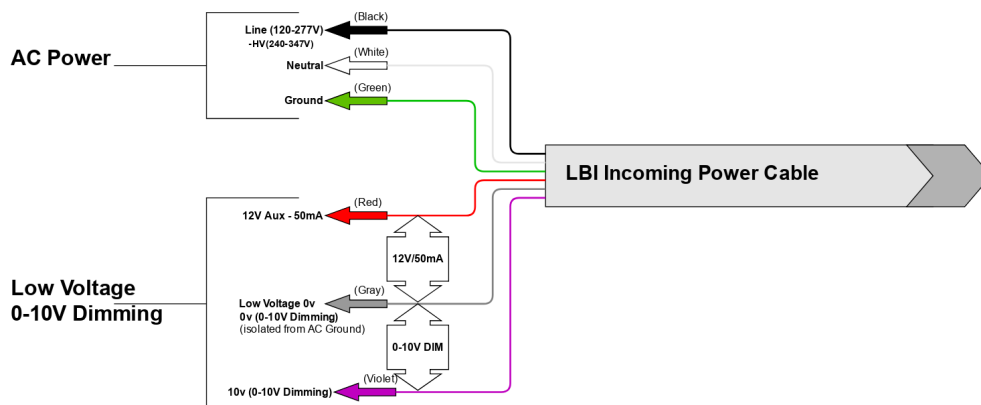 (Black)
Line (120-277V)
-HV(240-347V)
AC Power
(White)
Neutral
(Green)
Ground
LBI Incoming Power Cable
(Red)
12V Aux - 50mA
12V/50mA
Low Voltage
0-10V Dimming
(Gray)
Low Voltage 0v
0v (0-10V Dimming)
(isolated from AC Ground)
0-10V DIM
(Violet)
10v (0-10V Dimming)